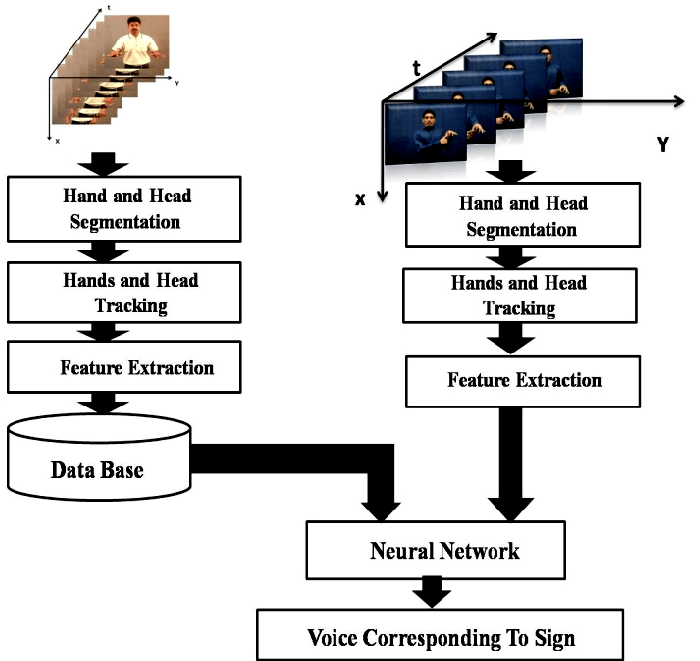 t
Y
x
Hand and Head
Segmentation
Hands and Head
Tracking
Feature Extraction
Data Base
t
Y
x
Hand and Head
Segmentation
Hands and Head
Tracking
Feature Extraction
Neural Network
Voice Corresponding To Sign